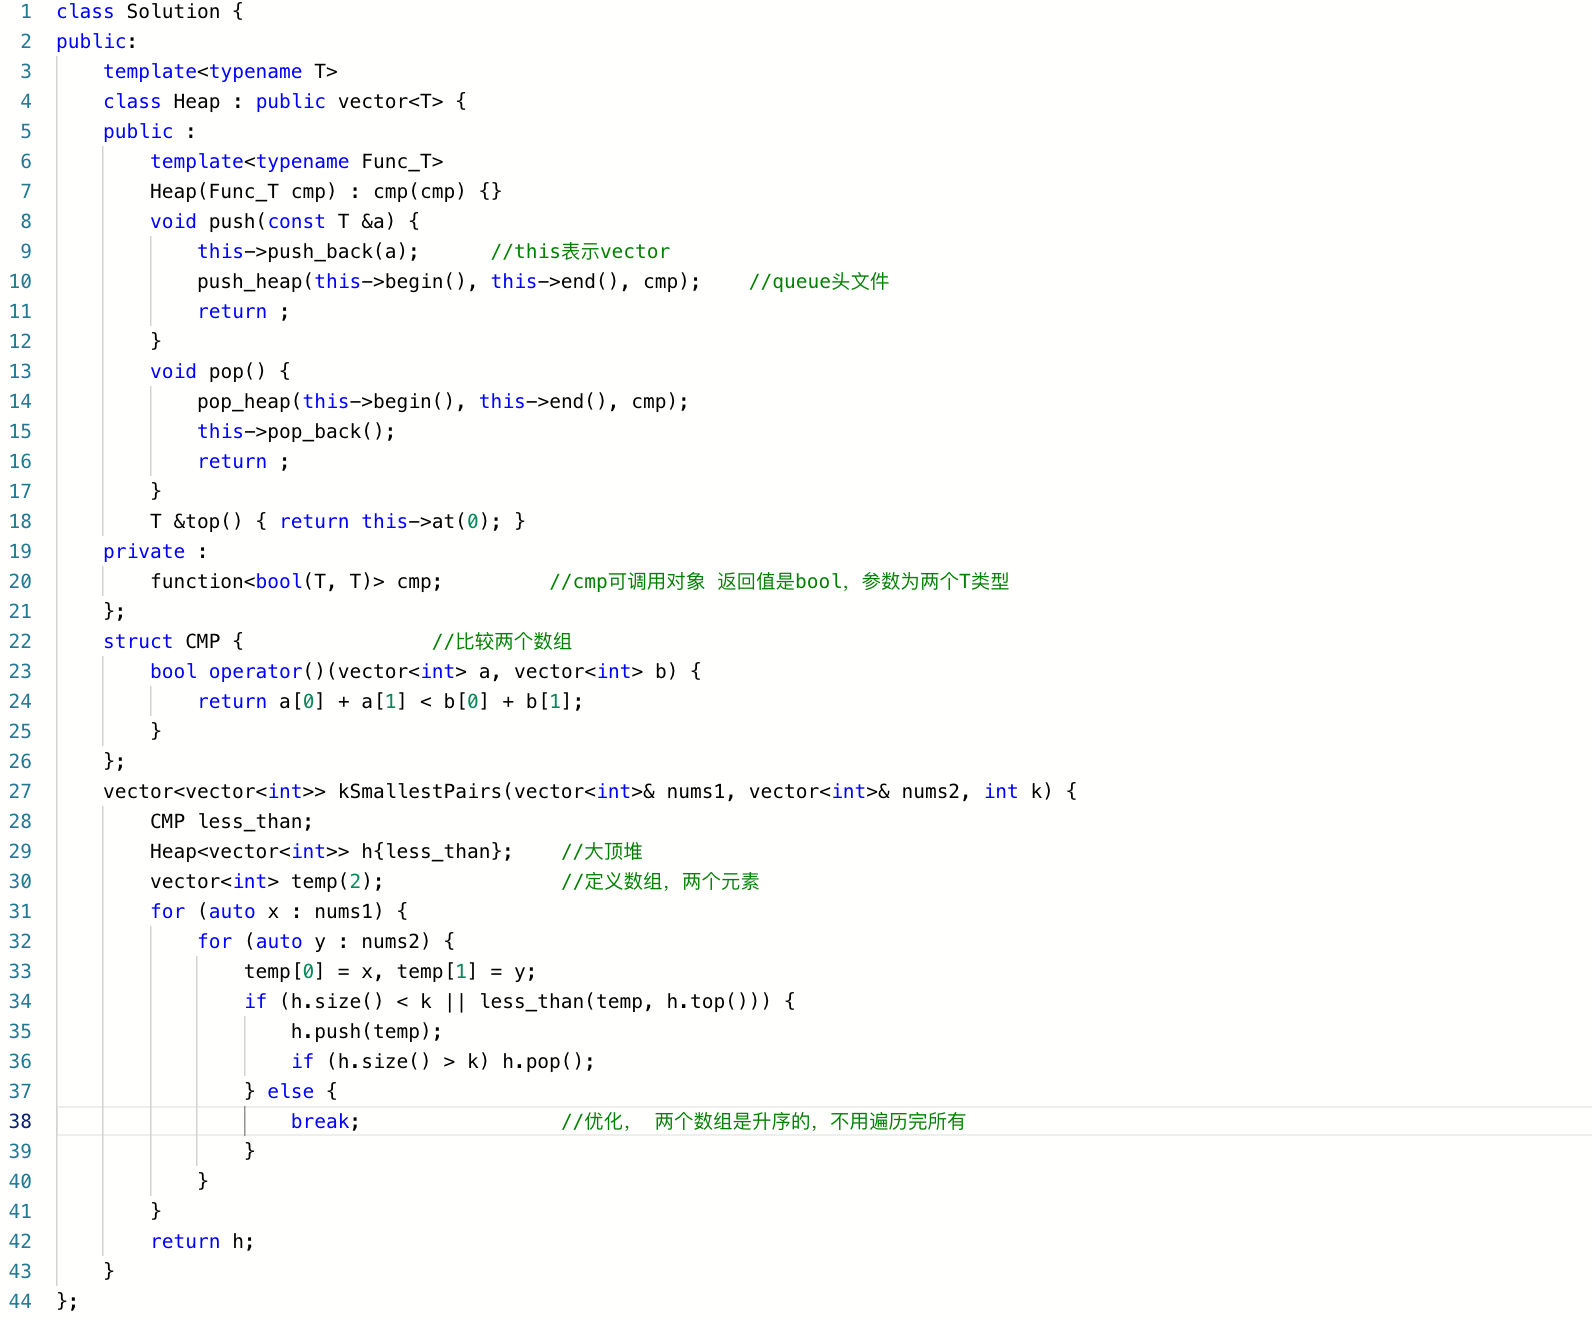 1 class Solution {
2 public:
3     template<typename T>
4     class Heap : public vector<T> {
5     public :
6         template<typename Func_T>
7         Heap(Func_T cmp) : cmp(cmp) {}
8         void push(const T &a) {
9             this->push_back(a);      //this表示vector
10             push_heap(this->begin(), this->end(), cmp);    //queue头文件
11             return ;
12         }
13         void pop() {
14             pop_heap(this->begin(), this->end(), cmp);
15             this->pop_back();
16             return ;
17         }
18         T &top() { return this->at(0); }
19     private :
20         function<bool(T, T)> cmp;         //cmp可调用对象 返回值是bool，参数为两个T类型
21     };
22     struct CMP {                //比较两个数组
23         bool operator()(vector<int> a, vector<int> b) {
24             return a[0] + a[1] < b[0] + b[1];
25         }
26     };
27     vector<vector<int>> kSmallestPairs(vector<int>& nums1, vector<int>& nums2, int k) {
28         CMP less_than;
29         Heap<vector<int>> h{less_than};    //大顶堆
30         vector<int> temp(2);               //定义数组，两个元素
31         for (auto x : nums1) {
32             for (auto y : nums2) {
33                 temp[0] = x, temp[1] = y;
34                 if (h.size() < k || less_than(temp, h.top())) {
35                     h.push(temp);
36                     if (h.size() > k) h.pop();
37                 } else {
38                     break;                 //优化， 两个数组是升序的，不用遍历完所有
39                 }
40             }
41         }
42         return h;
43     }
44 };